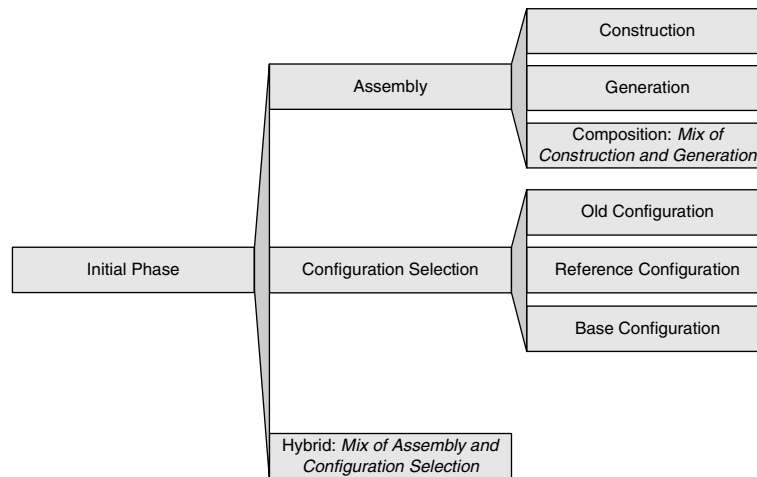 Construction
Assembly
Generation
Composition: Mix of
Construction and Generation
Old Configuration
Initial Phase
Configuration Selection
Reference Configuration
Base Configuration
Hybrid: Mix of Assembly and
Configuration Selection